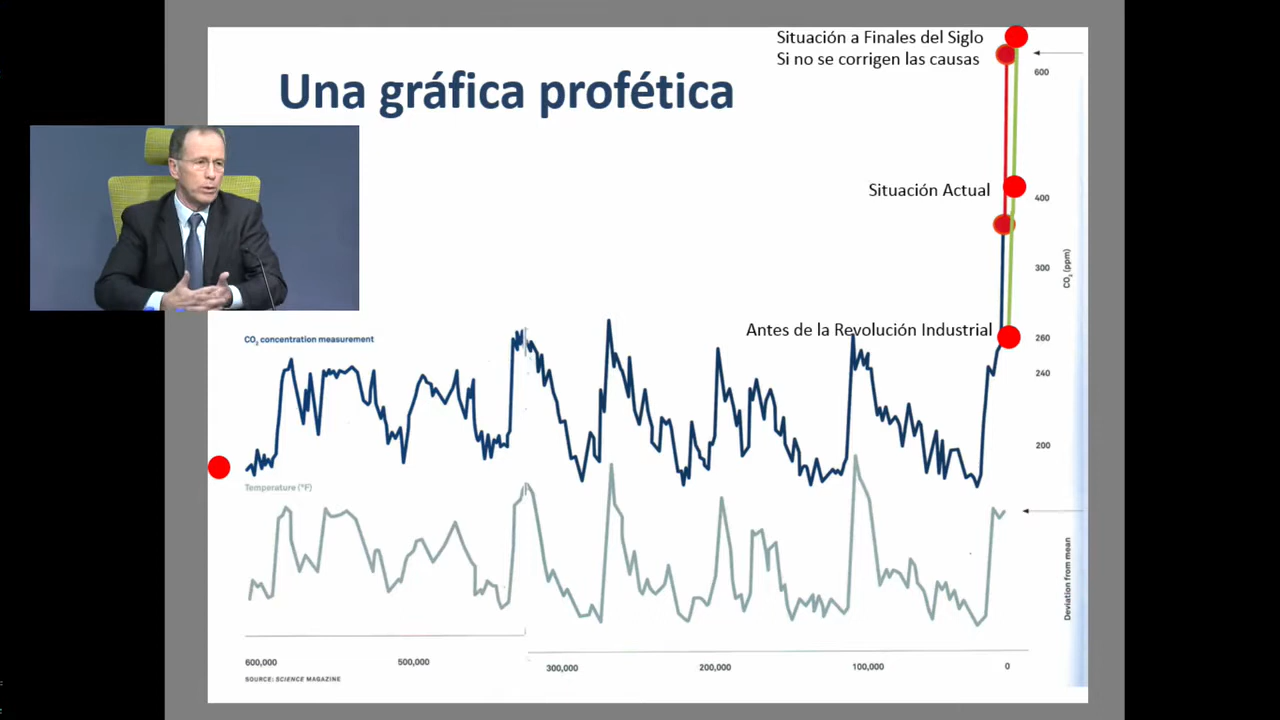 Situación a Finales del Siglo
Si no se corrigen las causas
600
Una gráfica profética
Situación Actual
400
300
CO₂ (ppm)
Antes de la Revolución Industrial
260
CO₂ concentration measurement
240
200
Temperature (°F)
Deviation from mean
600,000
500,000
300,000
200,000
100,000
0
SOURCE: SCIENCE MAGAZINE